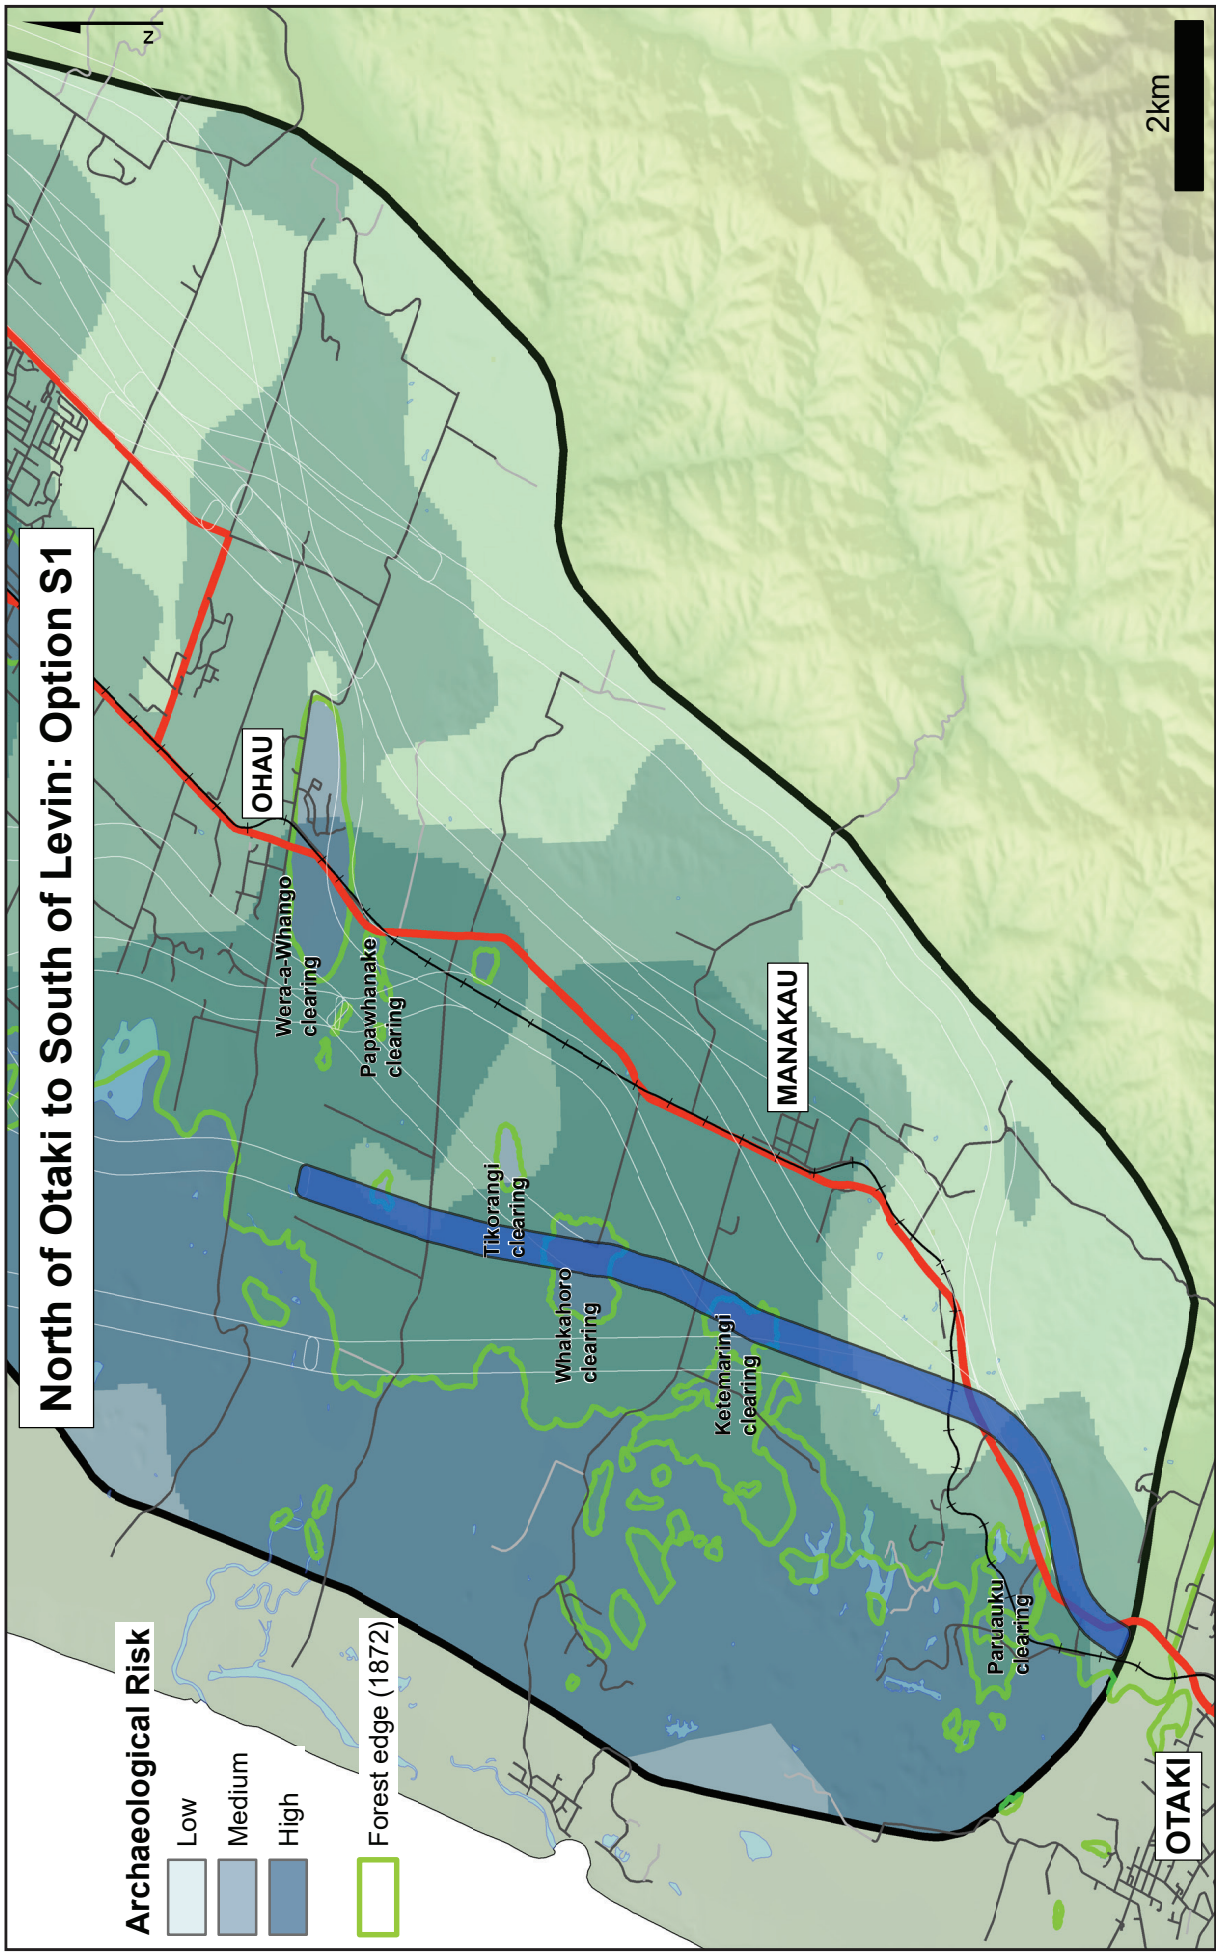 North of Otaki to South of Levin: Option S1
N
2km
OHAU
Wera-a-Whango
clearing
Papawhanake
clearing
MANAKAU
Tikorangi
clearing
Whakahoro
clearing
Ketemaringi
clearing
Paruauku
clearing
OTAKI
Archaeological Risk
Low
Medium
High
Forest edge (1872)